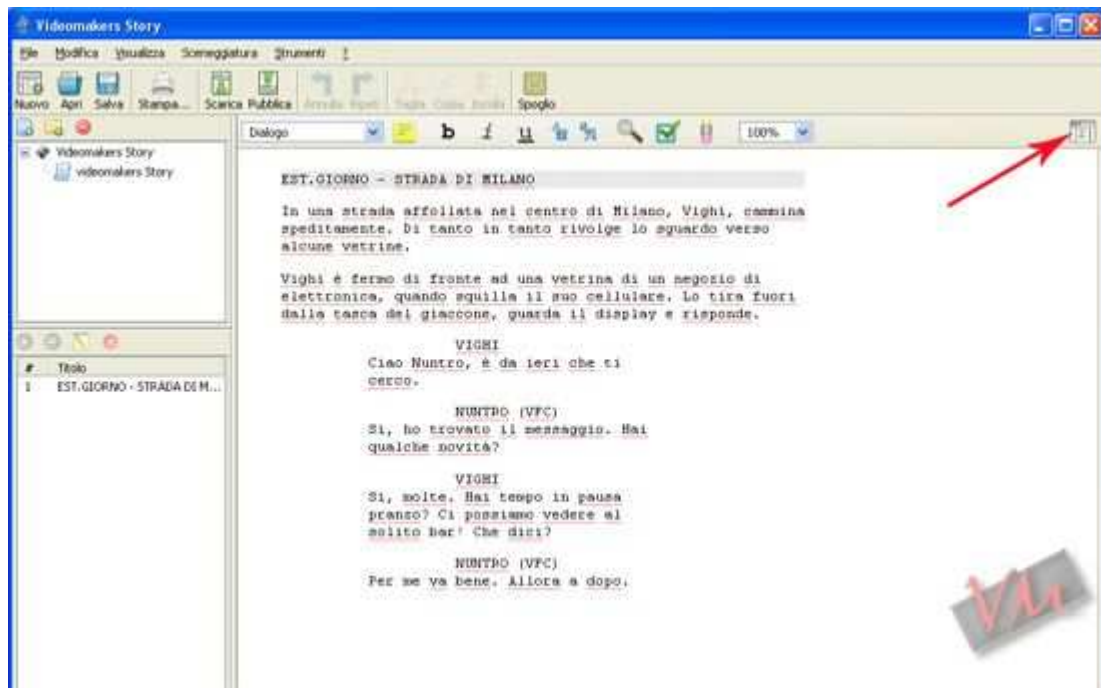 Videomakers Story
File Modifica Visualizza Sceneggiatura Strumenti ?
Nuovo Apri Salva Stampa... Scarica Pubblica Annulla Ripeti Taglia Copia Incolla Spoglio
Dialogo b i u 100%
Videomakers Story
videomakers Story
# Titolo
1 EST.GIORNO - STRADA DI M...
EST.GIORNO - STRADA DI MILANO
In una strada affollata nel centro di Milano, Vighi, cammina
speditamente. Di tanto in tanto rivolge lo sguardo verso
alcune vetrine.
Vighi è fermo di fronte ad una vetrina di un negozio di
elettronica, quando squilla il suo cellulare. Lo tira fuori
dalla tasca del giaccone, guarda il display e risponde.
VIGHI
Ciao Nuntro, è da ieri che ti
cerco.
NUNTRO (VFC)
Si, ho trovato il messaggio. Hai
qualche novità?
VIGHI
Si, molte. Hai tempo in pausa
pranzo? Ci possiamo vedere al
solito bar! Che dici?
NUNTRO (VFC)
Per me va bene. Allora a dopo.